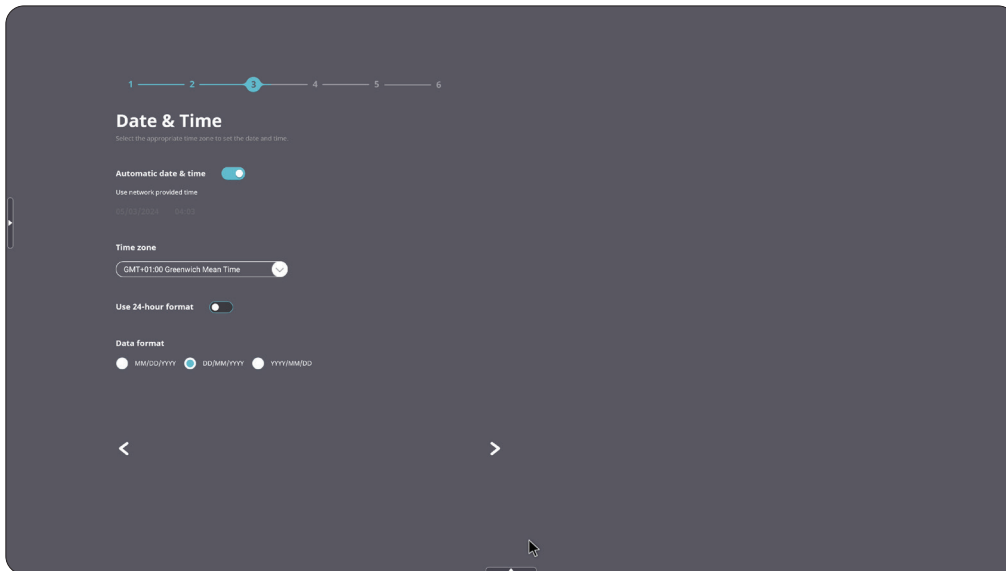 1 2 3 4 5 6
Date & Time
Select the appropriate time zone to set the date and time.
Automatic date & time
Use network provided time
Time zone
GMT+01:00 Greenwich Mean Time
Use 24-hour format
Data format
MM/DD/YYYY DD/MM/YYYY YYYY/MM/DD